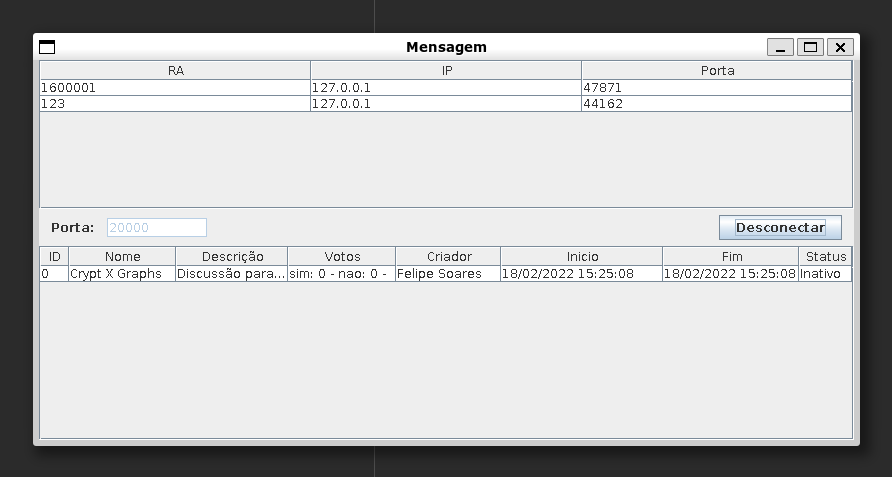 Mensagem
RA IP Porta
1600001 127.0.0.1 47871
123 127.0.0.1 44162
Porta: 20000 Desconectar
ID Nome Descrição Votos Criador Inicio Fim Status
0 Crypt X Graphs Discussão para... sim: 0 - nao: 0 - Felipe Soares 18/02/2022 15:25:08 18/02/2022 15:25:08 Inativo